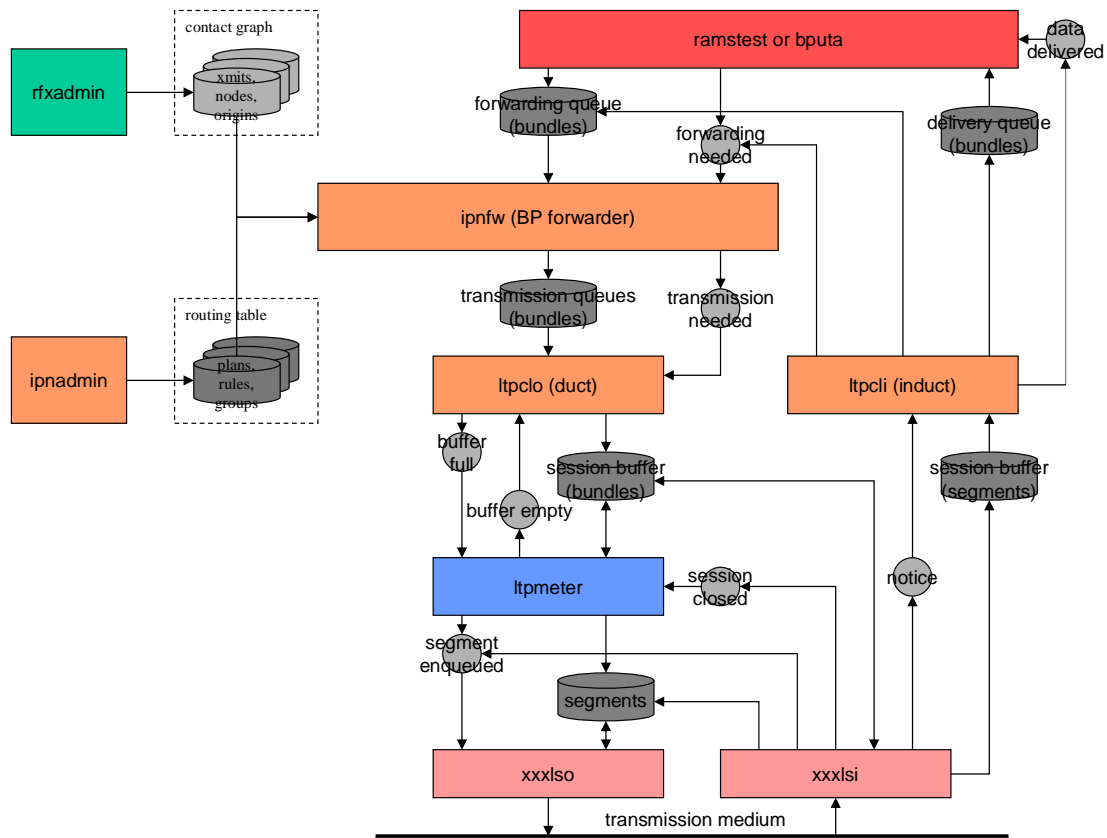 contact graph
ramstest or bputa
data
delivered
rfxadmin
xmits,
nodes,
origins
forwarding queue
(bundles)
forwarding
needed
delivery queue
(bundles)
ipnfw (BP forwarder)
transmission queues
(bundles)
transmission
needed
routing table
ipnadmin
plans,
rules,
groups
ltpclo (duct)
ltpcli (induct)
buffer
full
session buffer
(bundles)
session buffer
(segments)
buffer empty
ltpmeter
session
closed
notice
segment
enqueued
segments
xxxlso
xxxlsi
transmission medium